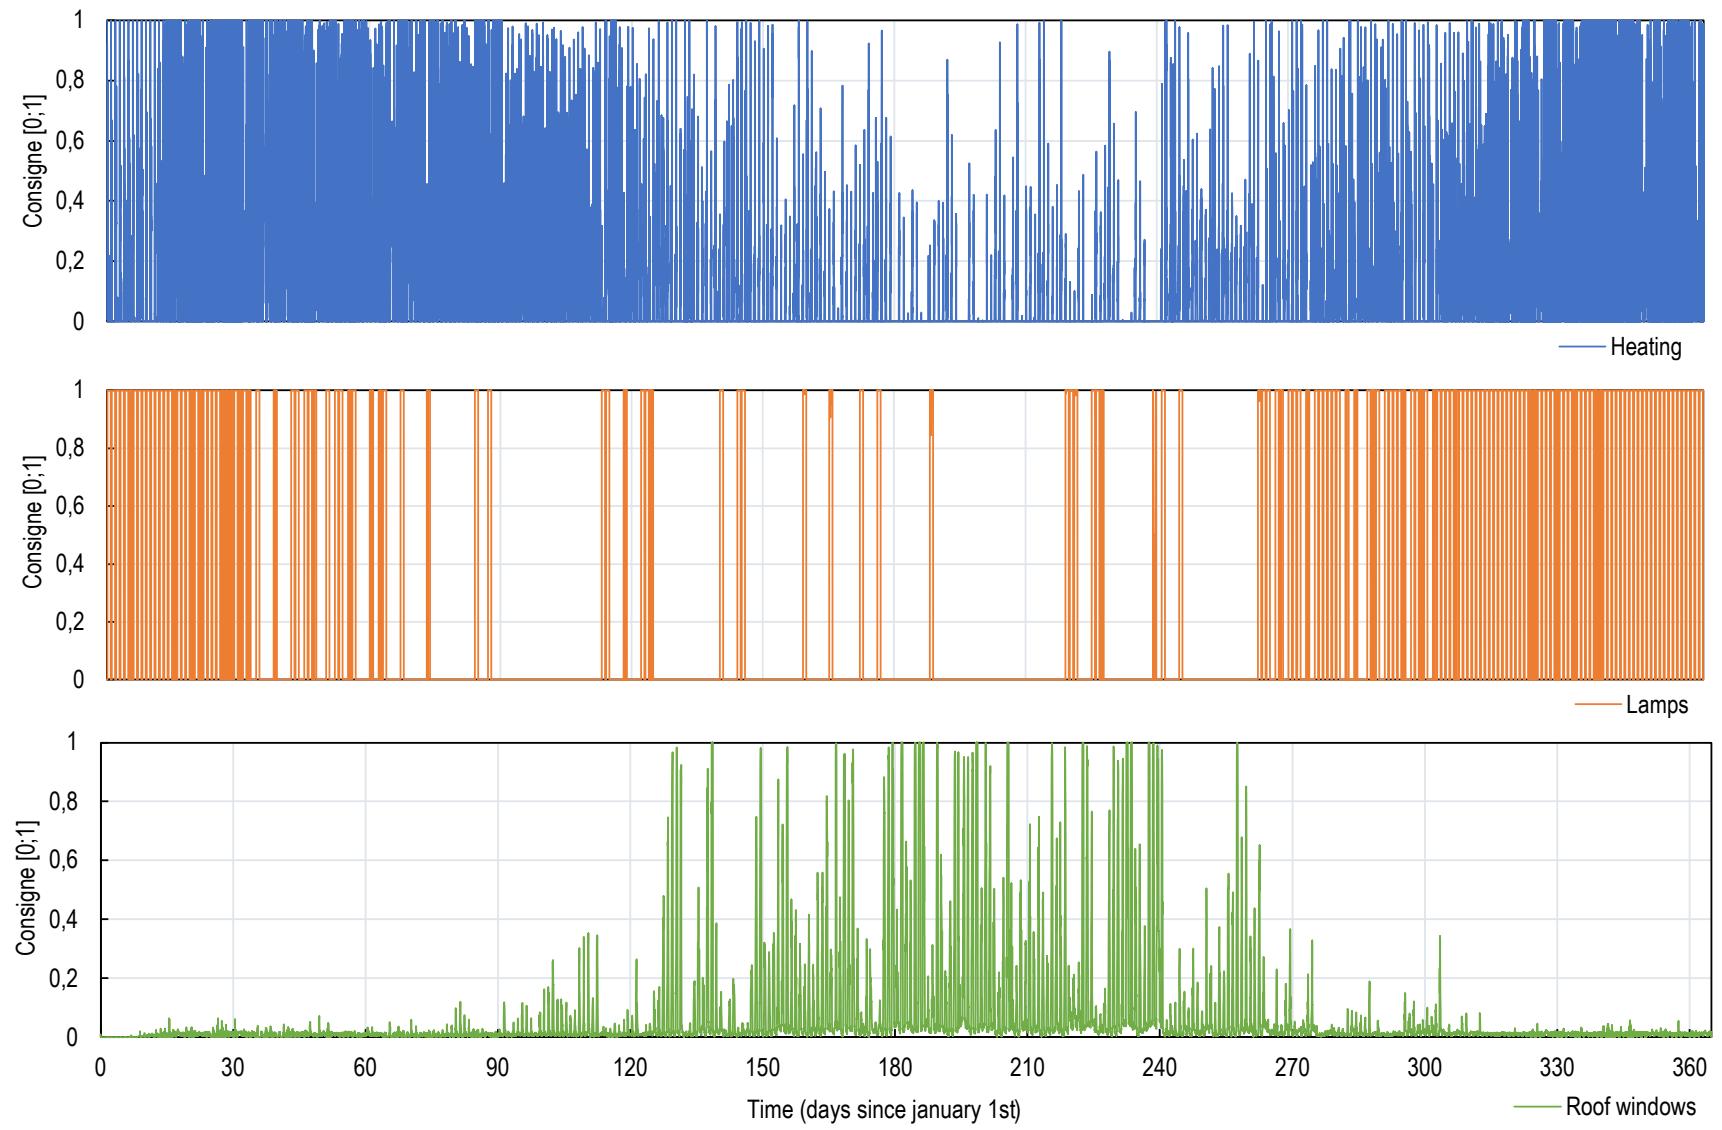 1
0,8
0,6
0,4
0,2
0
Consigne [0;1]
Heating
1
0,8
0,6
0,4
0,2
0
Consigne [0;1]
Lamps
1
0,8
0,6
0,4
0,2
0
Consigne [0;1]
0 30 60 90 120 150 180 210 240 270 300 330 360
Time (days since january 1st)
Roof windows